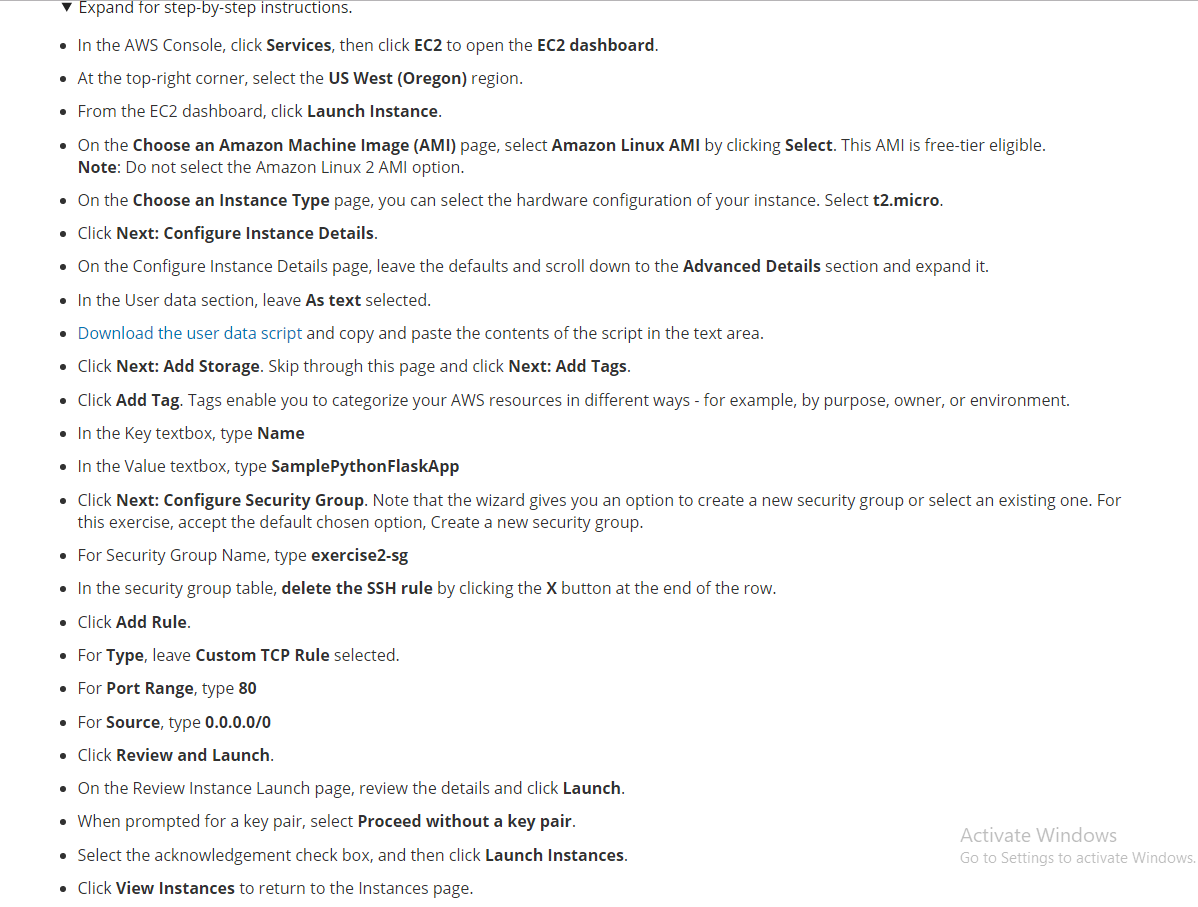 ▼ Expand for step-by-step instructions.
• In the AWS Console, click Services, then click EC2 to open the EC2 dashboard.
• At the top-right corner, select the US West (Oregon) region.
• From the EC2 dashboard, click Launch Instance.
• On the Choose an Amazon Machine Image (AMI) page, select Amazon Linux AMI by clicking Select. This AMI is free-tier eligible.
Note: Do not select the Amazon Linux 2 AMI option.
• On the Choose an Instance Type page, you can select the hardware configuration of your instance. Select t2.micro.
• Click Next: Configure Instance Details.
• On the Configure Instance Details page, leave the defaults and scroll down to the Advanced Details section and expand it.
• In the User data section, leave As text selected.
• Download the user data script and copy and paste the contents of the script in the text area.
• Click Next: Add Storage. Skip through this page and click Next: Add Tags.
• Click Add Tag. Tags enable you to categorize your AWS resources in different ways - for example, by purpose, owner, or environment.
• In the Key textbox, type Name
• In the Value textbox, type SamplePythonFlaskApp
• Click Next: Configure Security Group. Note that the wizard gives you an option to create a new security group or select an existing one. For
this exercise, accept the default chosen option, Create a new security group.
• For Security Group Name, type exercise2-sg
• In the security group table, delete the SSH rule by clicking the X button at the end of the row.
• Click Add Rule.
• For Type, leave Custom TCP Rule selected.
• For Port Range, type 80
• For Source, type 0.0.0.0/0
• Click Review and Launch.
• On the Review Instance Launch page, review the details and click Launch.
• When prompted for a key pair, select Proceed without a key pair.
• Select the acknowledgement check box, and then click Launch Instances.
• Click View Instances to return to the Instances page.
Activate Windows
Go to Settings to activate Windows.